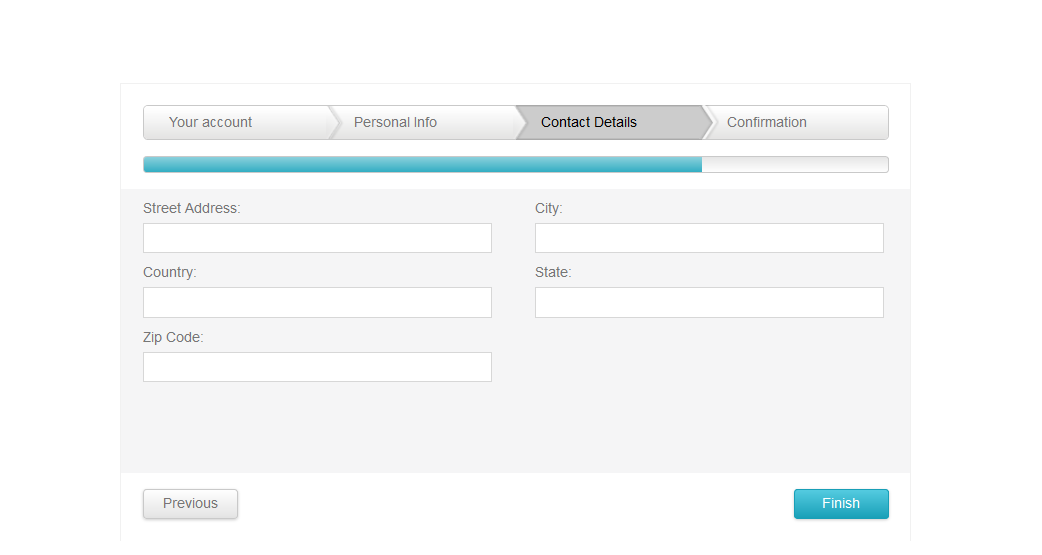 Your account
Personal Info
Contact Details
Confirmation
Street Address:
City:
Country:
State:
Zip Code:
Previous
Finish